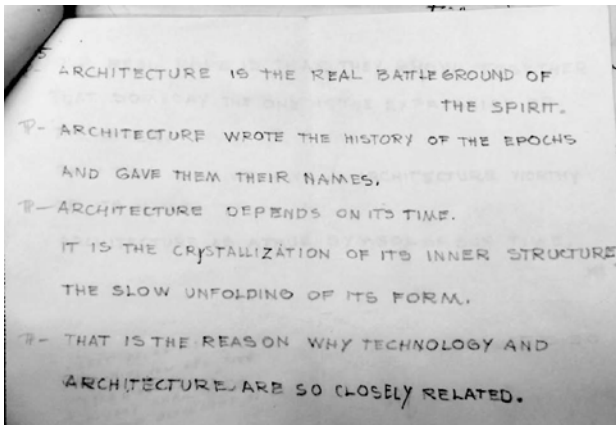 ARCHITECTURE IS THE REAL BATTLEGROUND OF
THE SPIRIT.
ARCHITECTURE WROTE THE HISTORY OF THE EPOCHS
AND GAVE THEM THEIR NAMES.
ARCHITECTURE DEPENDS ON ITS TIME.
IT IS THE CRySTALLIZATION OF ITS INNER STRUCTURE
THE SLOW UNFOLDING OF ITS FORM.
THAT IS THE REASON WHY TECHNOLOGY AND
ARCHITECTURE ARE SO CLOSELY RELATED.